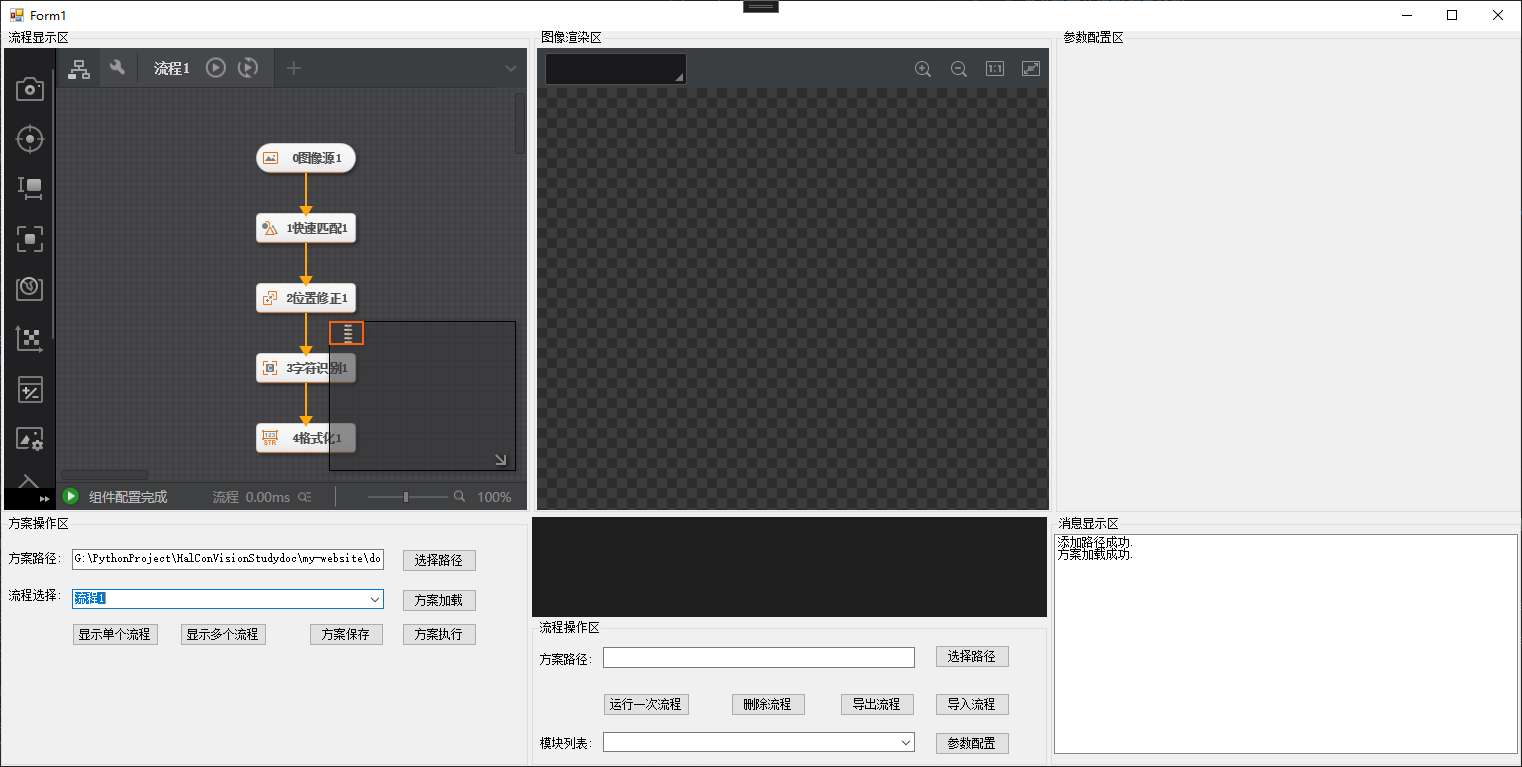 Form1
流程显示区
图像渲染区
参数配置区
流程1
1:1
0图像源1
1快速匹配1
2位置修正1
3字符识别1
4格式化1
组件配置完成
流程 0.00ms
100%
方案操作区
方案路径:
G:\PythonProject\HalConVisionStudydoc\my-website\do
选择路径
流程选择:
流程1
方案加载
显示单个流程
显示多个流程
方案保存
方案执行
流程操作区
方案路径:
选择路径
运行一次流程
删除流程
导出流程
导入流程
模块列表:
参数配置
消息显示区
添加路径成功.
方案加载成功.